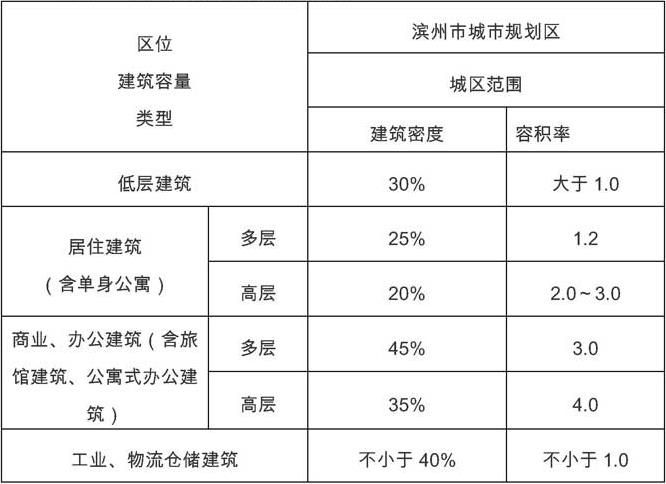 区位
建筑容量
类型
滨州市城市规划区
城区范围
建筑密度
容积率
低层建筑
30%
大于 1.0
居住建筑
（含单身公寓）
多层
25%
1.2
高层
20%
2.0～3.0
商业、办公建筑（含旅
馆建筑、公寓式办公建
筑）
多层
45%
3.0
高层
35%
4.0
工业、物流仓储建筑
不小于 40%
不小于 1.0